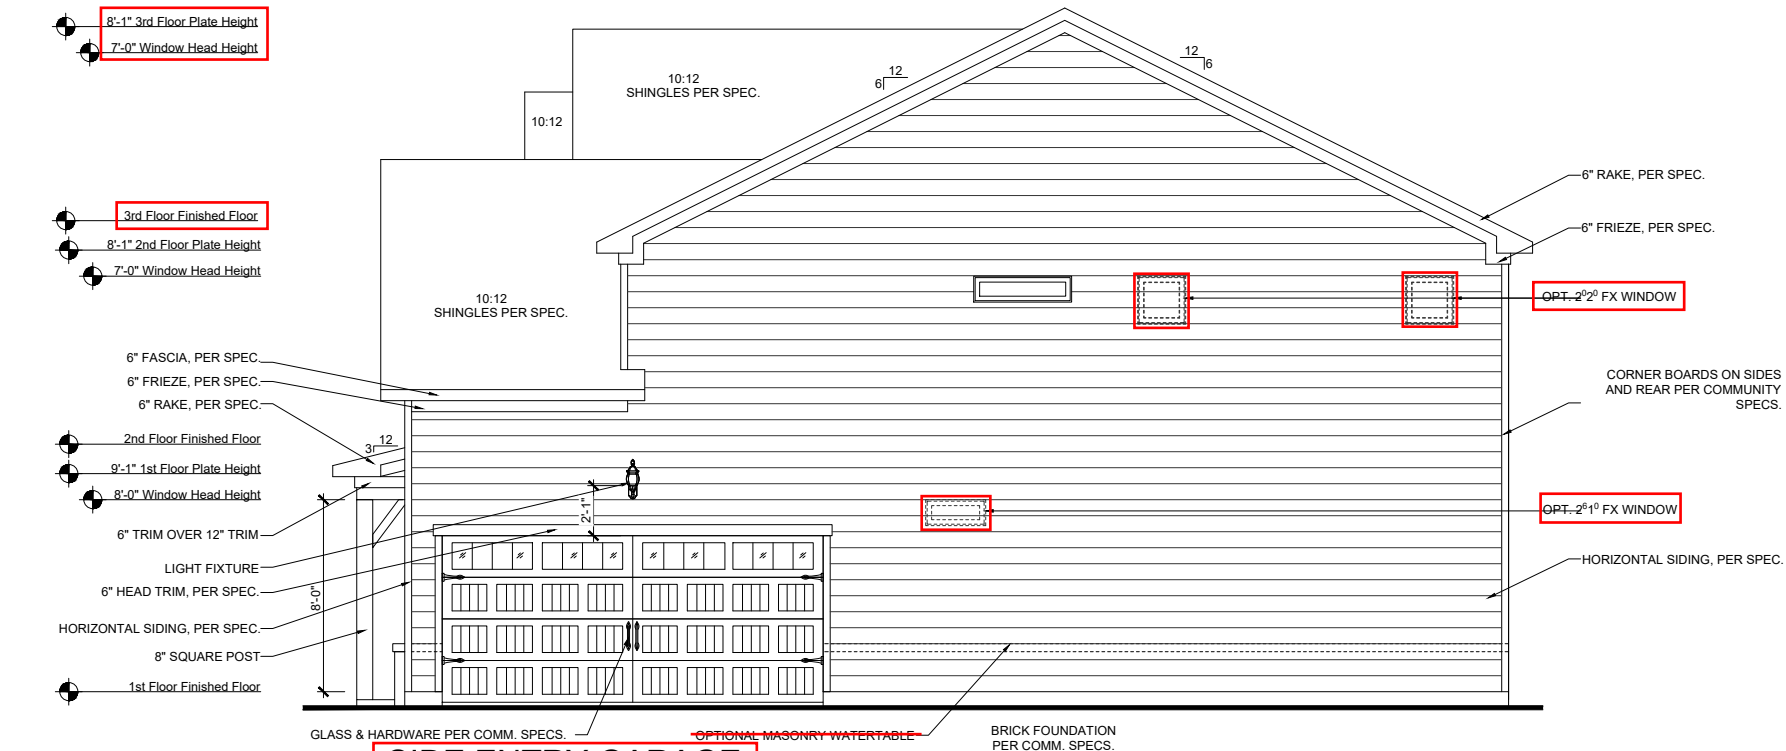 8'-1" 3rd Floor Plate Height
7'-0" Window Head Height
12
6
12
6
10:12
SHINGLES PER SPEC.
10:12
6" RAKE, PER SPEC.
3rd Floor Finished Floor
8'-1" 2nd Floor Plate Height
7'-0" Window Head Height
6" FRIEZE, PER SPEC.
10:12
SHINGLES PER SPEC.
OPT. 2⁰2⁰ FX WINDOW
6" FASCIA, PER SPEC.
6" FRIEZE, PER SPEC.
6" RAKE, PER SPEC.
CORNER BOARDS ON SIDES
AND REAR PER COMMUNITY
SPECS.
2nd Floor Finished Floor
12
3
9'-1" 1st Floor Plate Height
8'-0" Window Head Height
2'-1"
OPT. 2⁶1⁰ FX WINDOW
6" TRIM OVER 12" TRIM
LIGHT FIXTURE
6" HEAD TRIM, PER SPEC.
8'-0"
HORIZONTAL SIDING, PER SPEC.
HORIZONTAL SIDING, PER SPEC.
8" SQUARE POST
1st Floor Finished Floor
GLASS & HARDWARE PER COMM. SPECS.
OPTIONAL MASONRY WATERTABLE
BRICK FOUNDATION
PER COMM. SPECS.
SIDE ENTRY GARAGE